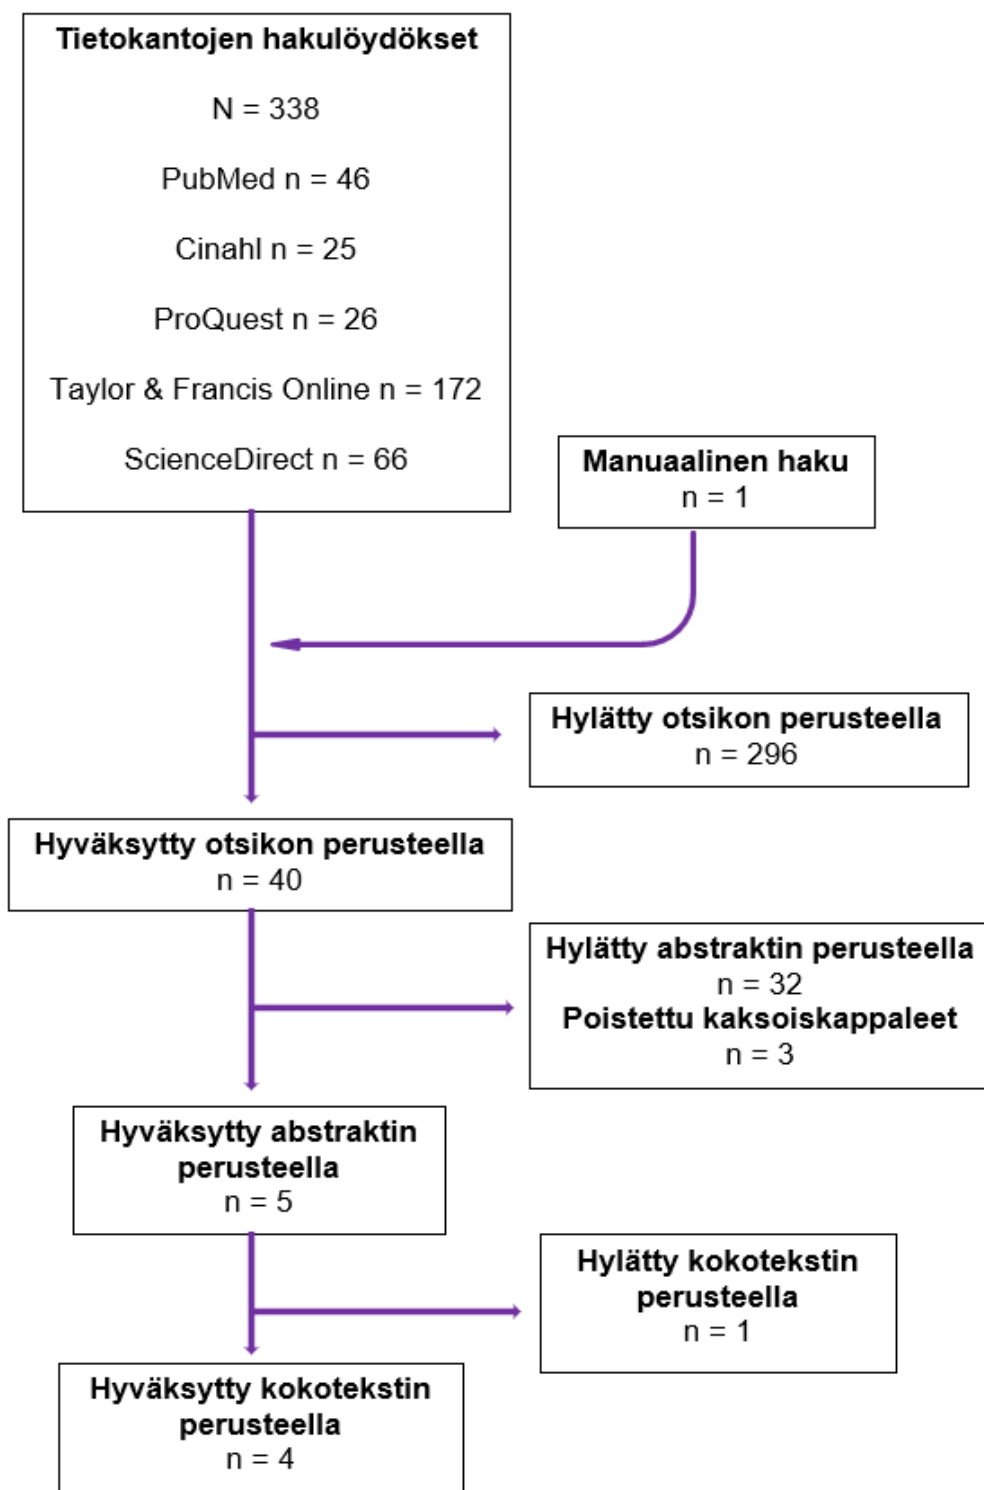 Tietokantojen hakulöydökset
N = 338
PubMed n = 46
Cinahl n = 25
ProQuest n = 26
Taylor & Francis Online n = 172
ScienceDirect n = 66
Manuaalinen haku
n = 1
Hylätty otsikon perusteella
n = 296
Hyväksytty otsikon perusteella
n = 40
Hylätty abstraktin perusteella
n = 32
Poistettu kaksoiskappaleet
n = 3
Hyväksytty abstraktin
perusteella
n = 5
Hylätty kokotekstin
perusteella
n = 1
Hyväksytty kokotekstin
perusteella
n = 4